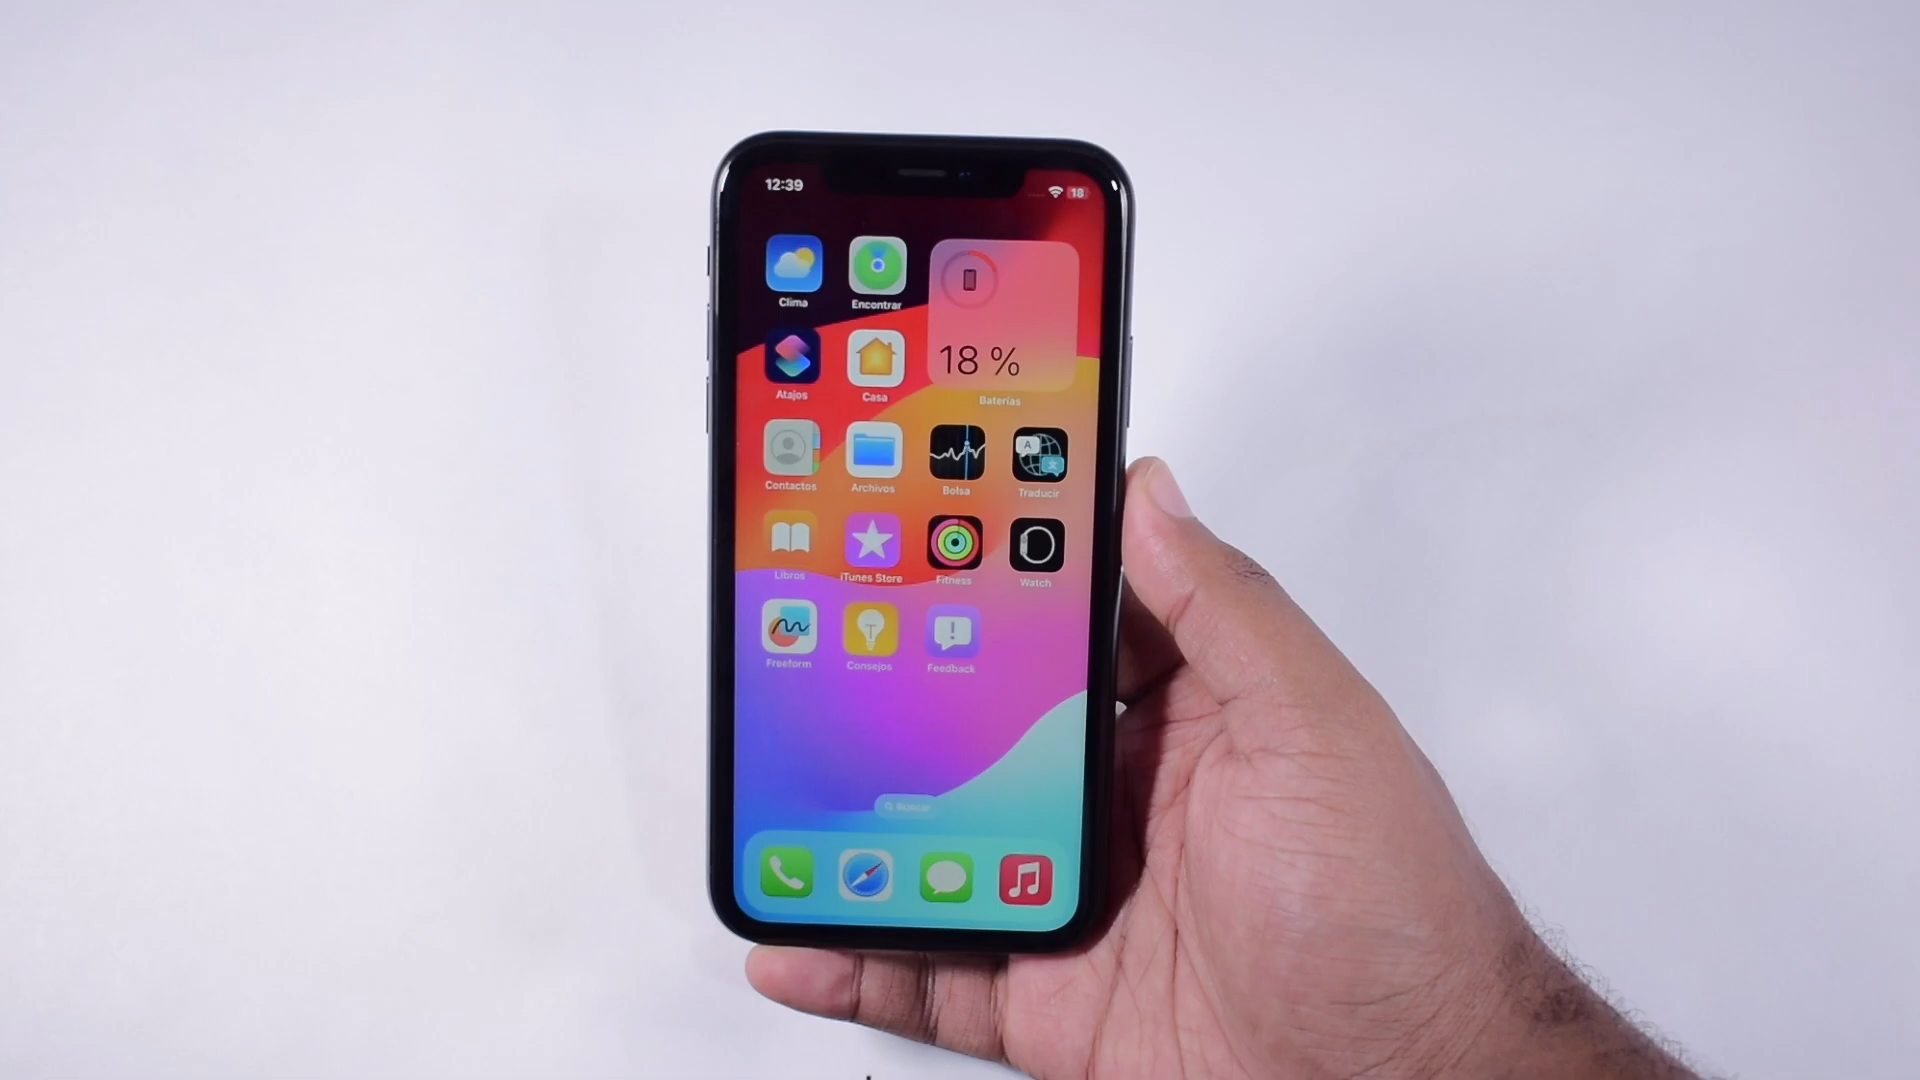 12:39
18
Clima
Encontrar
18 %
Atajos
Casa
Baterías
Contactos
Archivos
Bolsa
Traducir
Libros
iTunes Store
Fitness
Watch
Freeform
Consejos
Feedback
Buscar